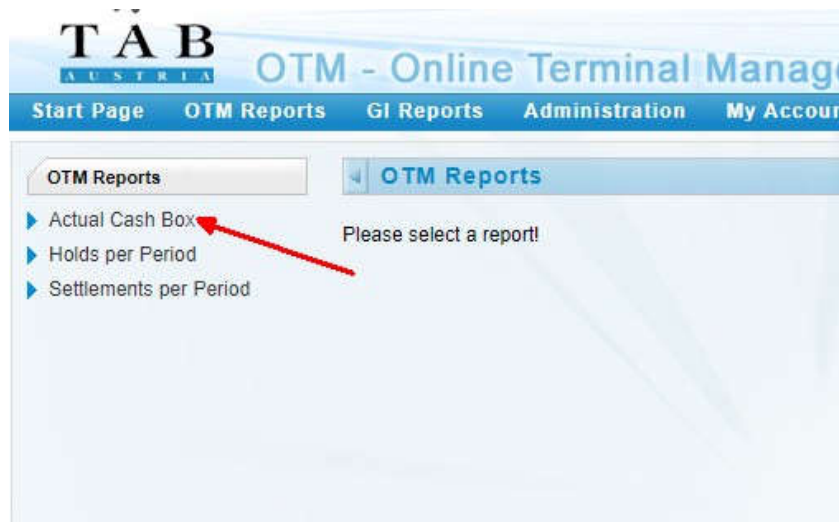 TAB
AUSTRIA
OTM - Online Terminal Manag
Start Page OTM Reports GI Reports Administration My Accoun
OTM Reports
Actual Cash Box
Holds per Period
Settlements per Period
OTM Reports
Please select a report!